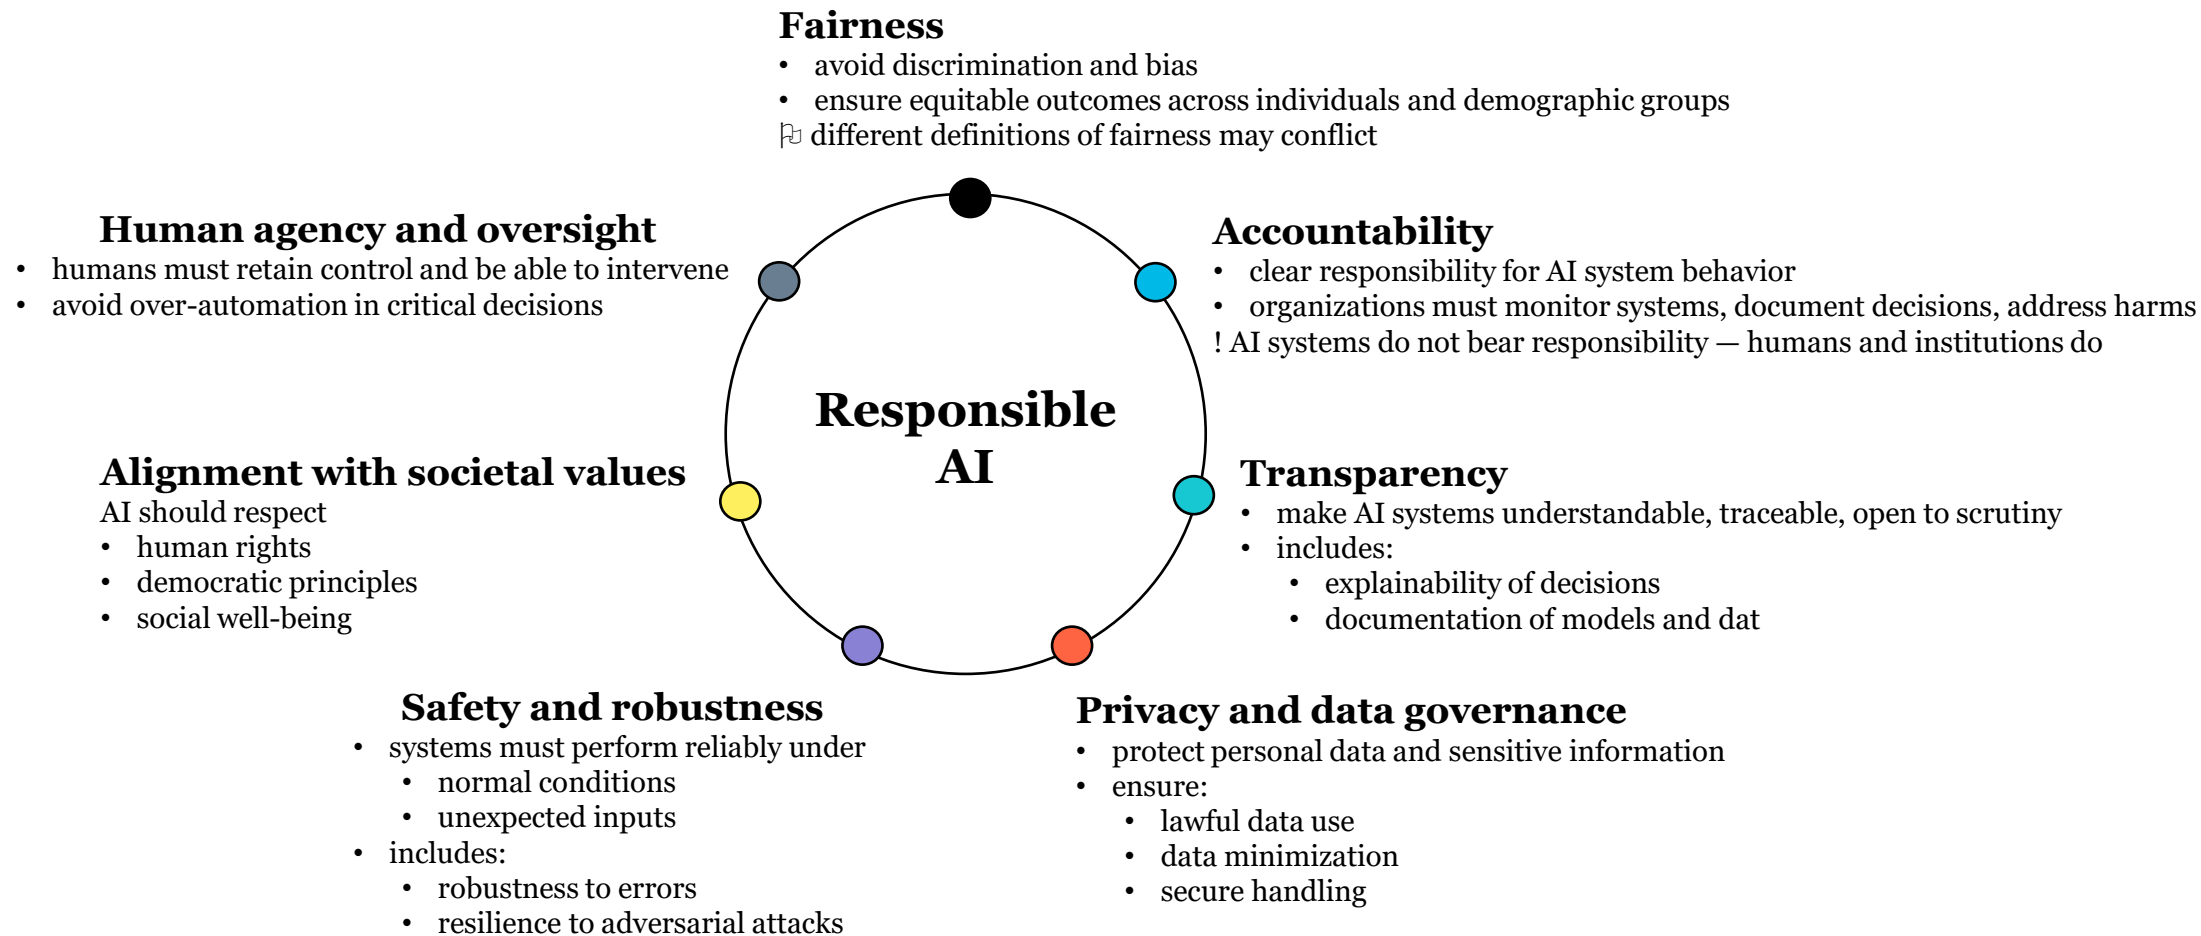 Fairness
• avoid discrimination and bias
• ensure equitable outcomes across individuals and demographic groups
⚐ different definitions of fairness may conflict
Human agency and oversight
• humans must retain control and be able to intervene
• avoid over-automation in critical decisions
Accountability
• clear responsibility for AI system behavior
• organizations must monitor systems, document decisions, address harms
! AI systems do not bear responsibility — humans and institutions do
Responsible
AI
Alignment with societal values
AI should respect
• human rights
• democratic principles
• social well-being
Transparency
• make AI systems understandable, traceable, open to scrutiny
• includes:
• explainability of decisions
• documentation of models and dat
Safety and robustness
• systems must perform reliably under
• normal conditions
• unexpected inputs
• includes:
• robustness to errors
• resilience to adversarial attacks
Privacy and data governance
• protect personal data and sensitive information
• ensure:
• lawful data use
• data minimization
• secure handling